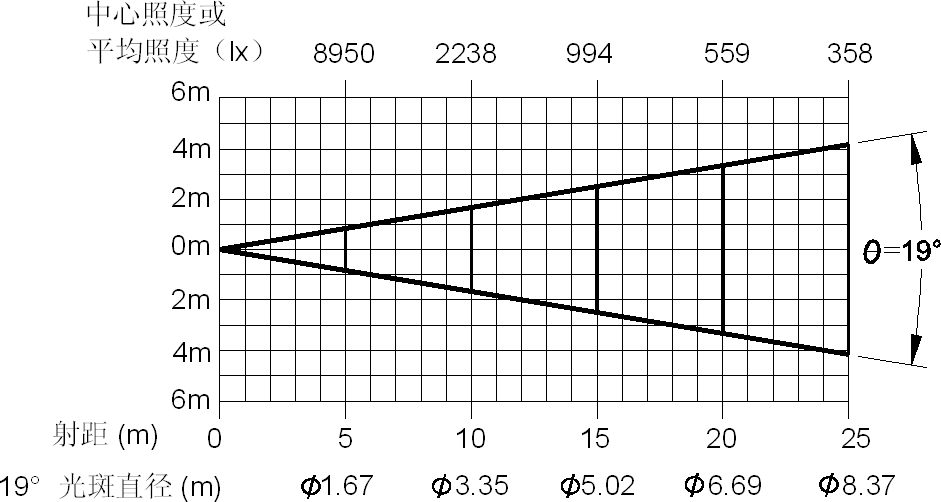 中心照度或
平均照度（lx） 8950 2238 994 559 358
6m
4m
2m
0m
θ=19°
2m
4m
6m
射距 (m) 0 5 10 15 20 25
19° 光斑直径 (m) Φ1.67 Φ3.35 Φ5.02 Φ6.69 Φ8.37